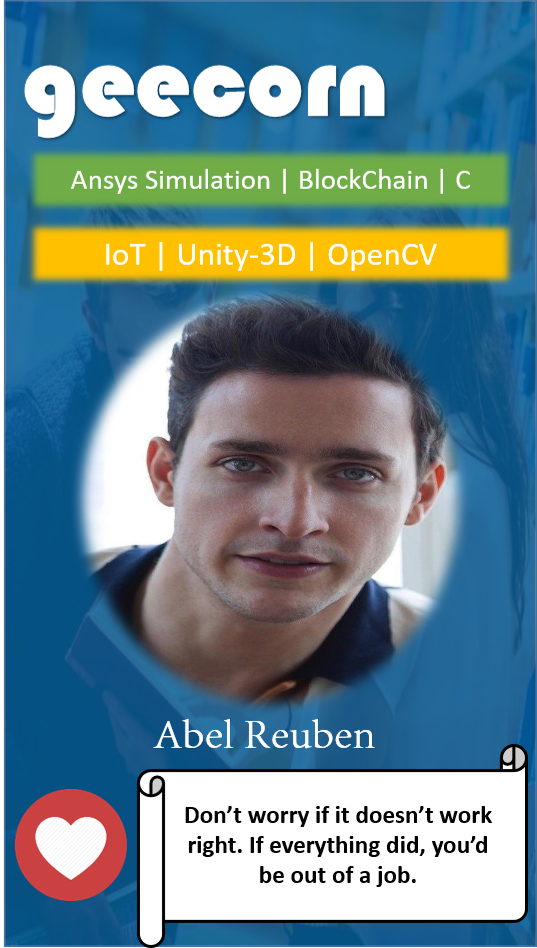 geecorn
Ansys Simulation | BlockChain | C
IoT | Unity-3D | OpenCV
Abel Reuben
Don’t worry if it doesn’t work
right. If everything did, you’d
be out of a job.